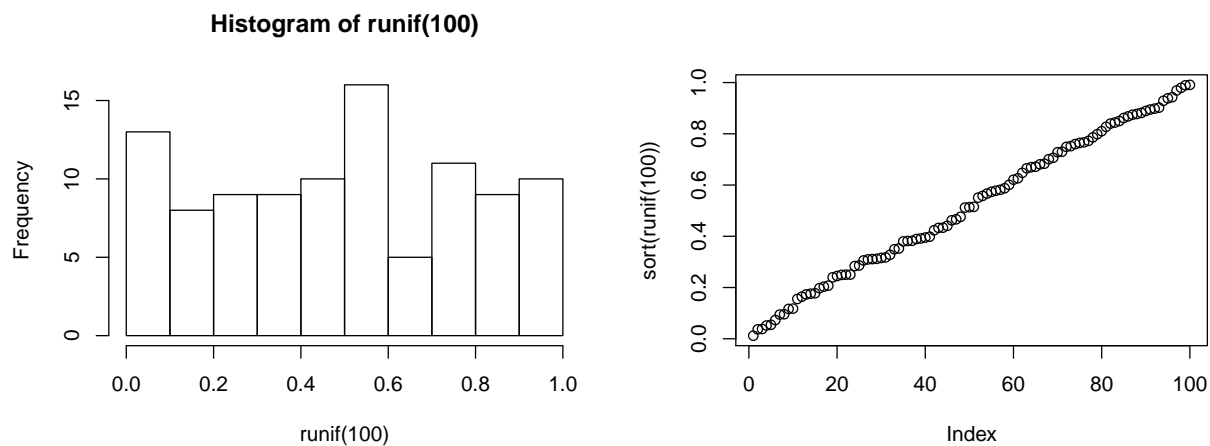 Histogram of runif(100)
Frequency
15
10
5
0
0.0 0.2 0.4 0.6 0.8 1.0
runif(100)
sort(runif(100))
1.0
0.8
0.6
0.4
0.2
0.0
0 20 40 60 80 100
Index